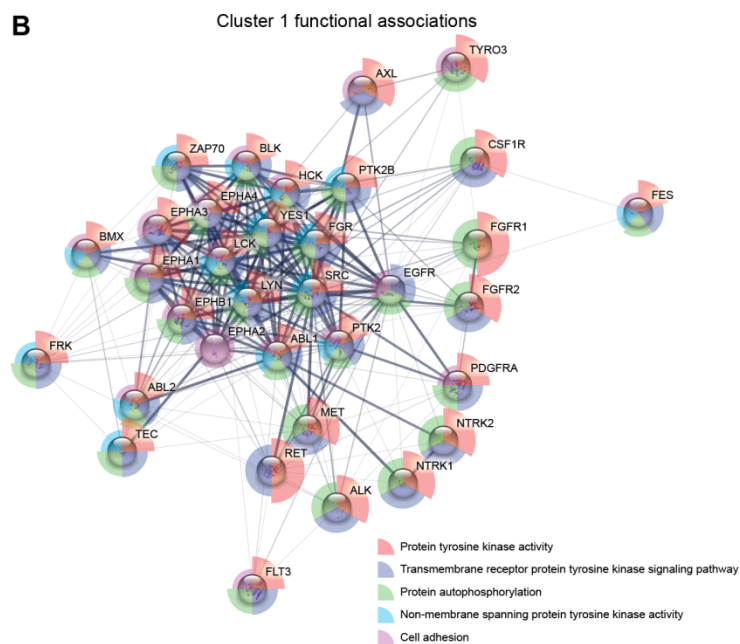 B
Cluster 1 functional associations
TYRO3
AXL
CSF1R
ZAP70
BLK
HCK
PTK2B
FES
EPHA4
EPHA3
YES1
FGR
BMX
LCK
FGFR1
EPHA1
EGFR
LYN
SRC
FGFR2
EPHB1
EPHA2
ABL1
PTK2
FRK
PDGFRA
ABL2
MET
NTRK2
TEC
RET
NTRK1
ALK
FLT3
Protein tyrosine kinase activity
Transmembrane receptor protein tyrosine kinase signaling pathway
Protein autophosphorylation
Non-membrane spanning protein tyrosine kinase activity
Cell adhesion